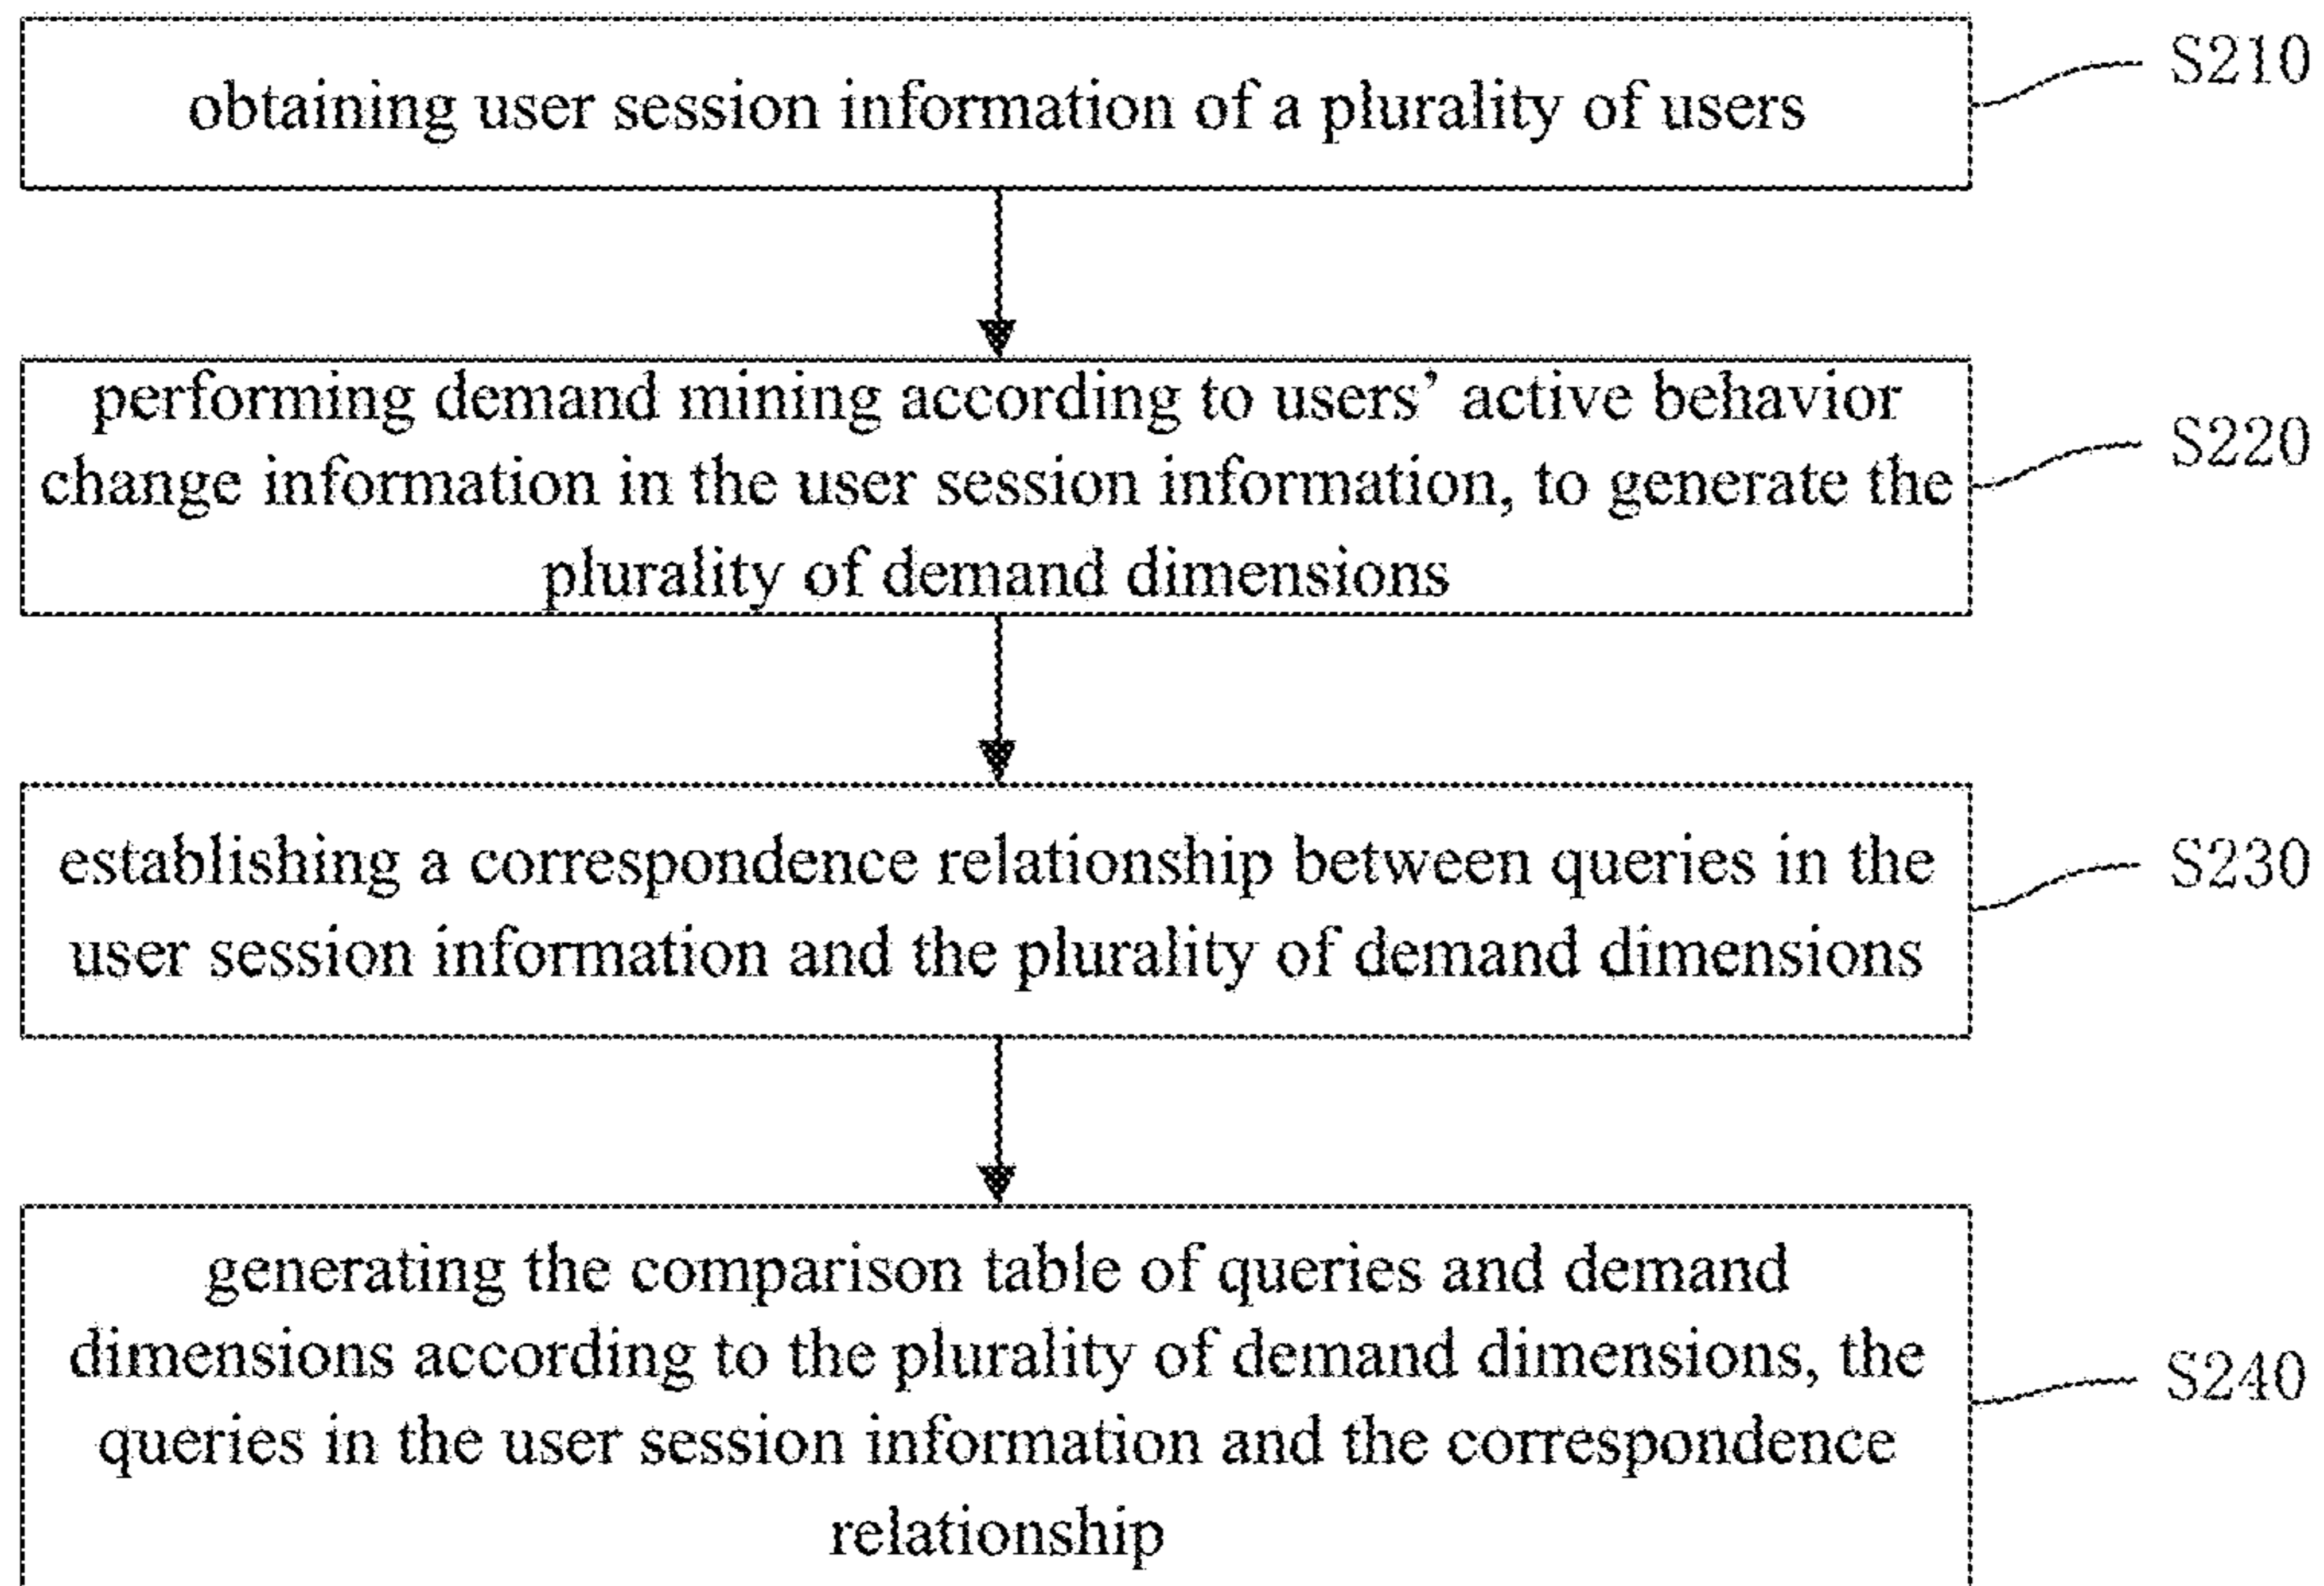 obtaining user session information of a plurality of users
S210
performing demand mining according to users’ active behavior
change information in the user session information, to generate the
plurality of demand dimensions
S220
establishing a correspondence relationship between queries in the
user session information and the plurality of demand dimensions
S230
generating the comparison table of queries and demand
dimensions according to the plurality of demand dimensions, the
queries in the user session information and the correspondence
relationship
S240